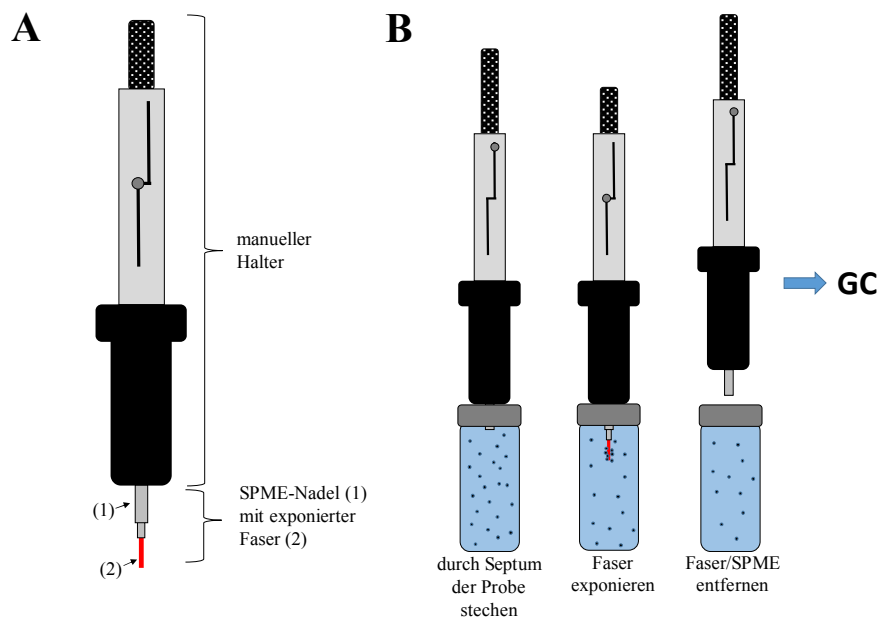 A
manueller
Halter
(1)
SPME-Nadel (1)
mit exponierter
Faser (2)
(2)
B
GC
durch Septum
der Probe
stechen
Faser
exponieren
Faser/SPME
entfernen